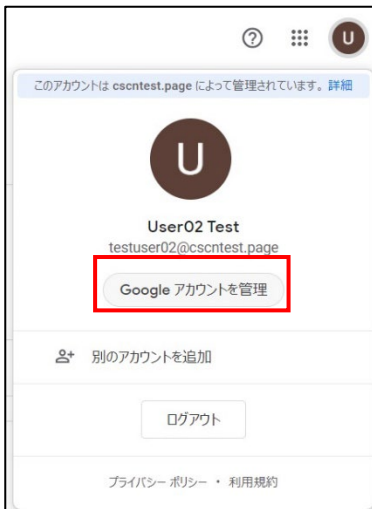 U
このアカウントは cscntest.page によって管理されています。詳細
U
User02 Test
testuser02@cscntest.page
Google アカウントを管理
別のアカウントを追加
ログアウト
プライバシー ポリシー ・ 利用規約